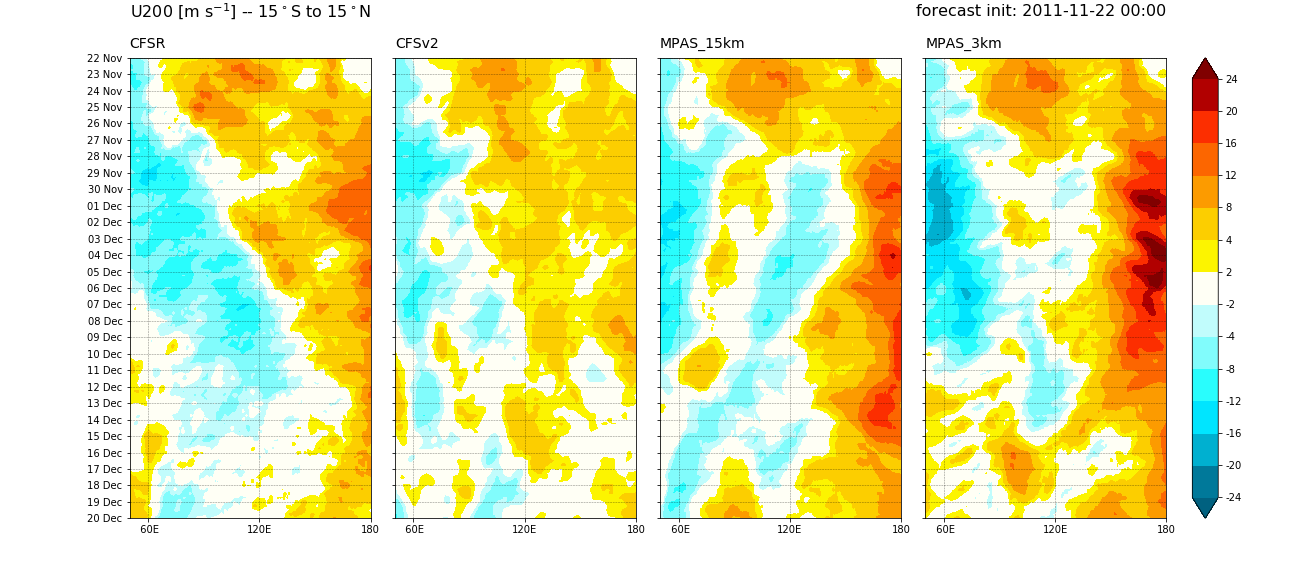 U200 [m s⁻¹] -- 15°S to 15°N
forecast init: 2011-11-22 00:00
CFSR
CFSv2
MPAS_15km
MPAS_3km
22 Nov
23 Nov
24 Nov
25 Nov
26 Nov
27 Nov
28 Nov
29 Nov
30 Nov
01 Dec
02 Dec
03 Dec
04 Dec
05 Dec
06 Dec
07 Dec
08 Dec
09 Dec
10 Dec
11 Dec
12 Dec
13 Dec
14 Dec
15 Dec
16 Dec
17 Dec
18 Dec
19 Dec
20 Dec
60E 120E 180
60E 120E 180
60E 120E 180
60E 120E 180
24
20
16
12
8
4
2
-2
-4
-8
-12
-16
-20
-24